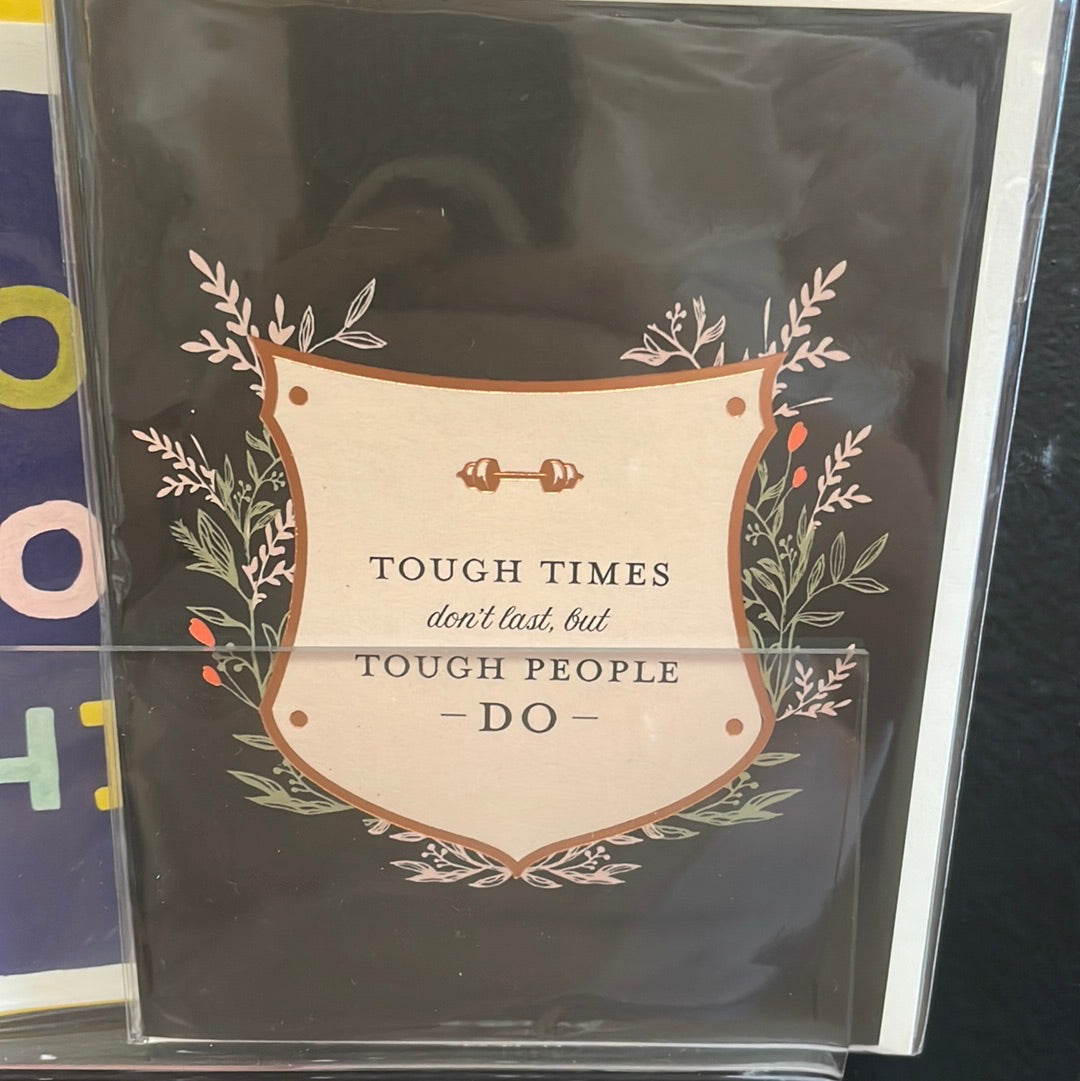 TOUGH TIMES
don't last, but
TOUGH PEOPLE
– DO –
O
O
H!